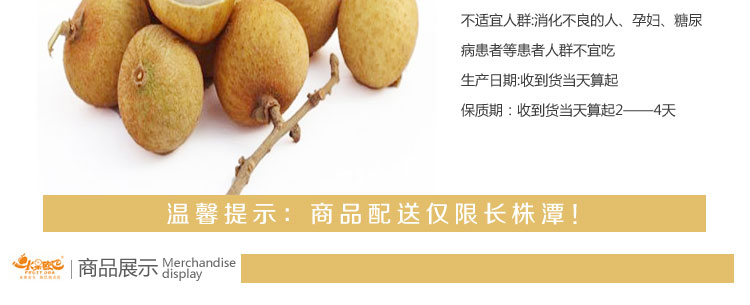 不适宜人群:消化不良的人、孕妇、糖尿
病患者等患者人群不宜吃
生产日期:收到货当天算起
保质期：收到货当天算起2——4天
温馨提示：商品配送仅限长株潭！
FRUIT BBA
商品展示
Merchandise
display